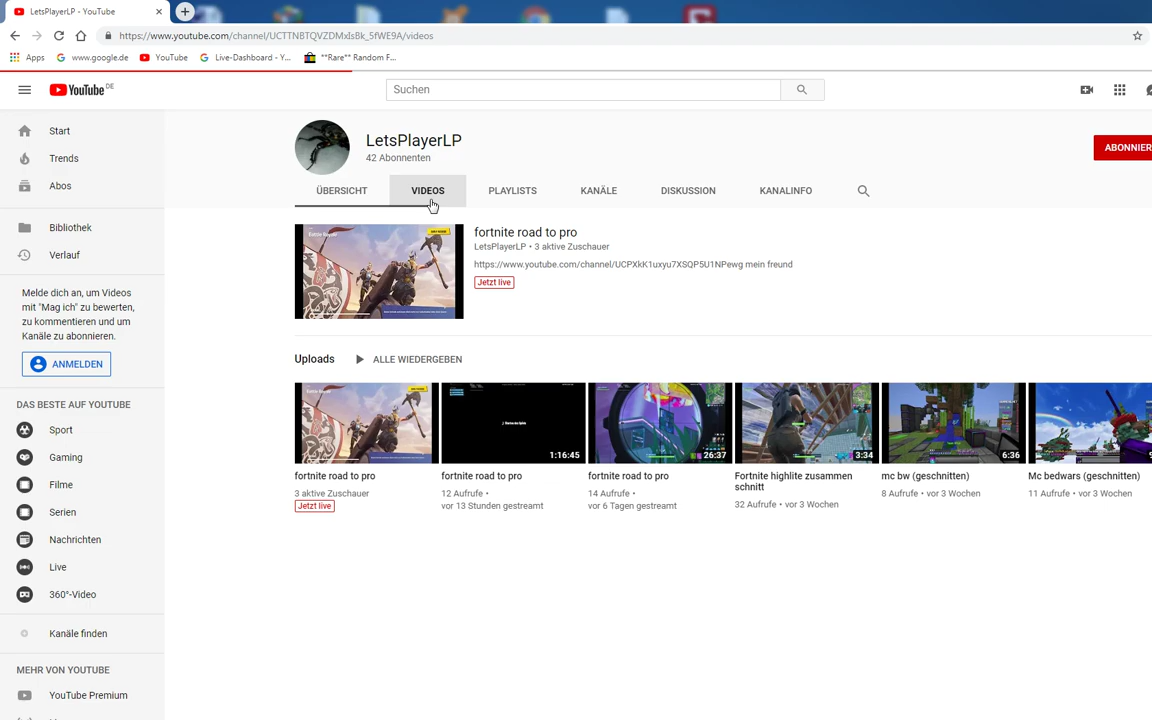 LetsPlayerLP - YouTube
https://www.youtube.com/channel/UCTTNBTQVZDMxlsBk_5fWE9A/videos
Apps www.google.de YouTube Live-Dashboard - Y... **Rare** Random F...
YouTube DE
Suchen
Start
Trends
Abos
Bibliothek
Verlauf
Melde dich an, um Videos
mit "Mag ich" zu bewerten,
zu kommentieren und um
Kanäle zu abonnieren.
ANMELDEN
DAS BESTE AUF YOUTUBE
Sport
Gaming
Filme
Serien
Nachrichten
Live
360°-Video
Kanäle finden
MEHR VON YOUTUBE
YouTube Premium
LetsPlayerLP
42 Abonnenten
ABONNIER
ÜBERSICHT VIDEOS PLAYLISTS KANÄLE DISKUSSION KANALINFO
fortnite road to pro
LetsPlayerLP • 3 aktive Zuschauer
https://www.youtube.com/channel/UCPXkK1uxyu7XSQP5U1NPewg mein freund
Jetzt live
Uploads ALLE WIEDERGEBEN
fortnite road to pro
3 aktive Zuschauer
Jetzt live
1:16:45
fortnite road to pro
12 Aufrufe •
vor 13 Stunden gestreamt
26:37
fortnite road to pro
14 Aufrufe •
vor 6 Tagen gestreamt
3:34
Fortnite highlite zusammen
schnitt
32 Aufrufe • vor 3 Wochen
6:36
mc bw (geschnitten)
8 Aufrufe • vor 3 Wochen
Mc bedwars (geschnitten)
11 Aufrufe • vor 3 Wochen